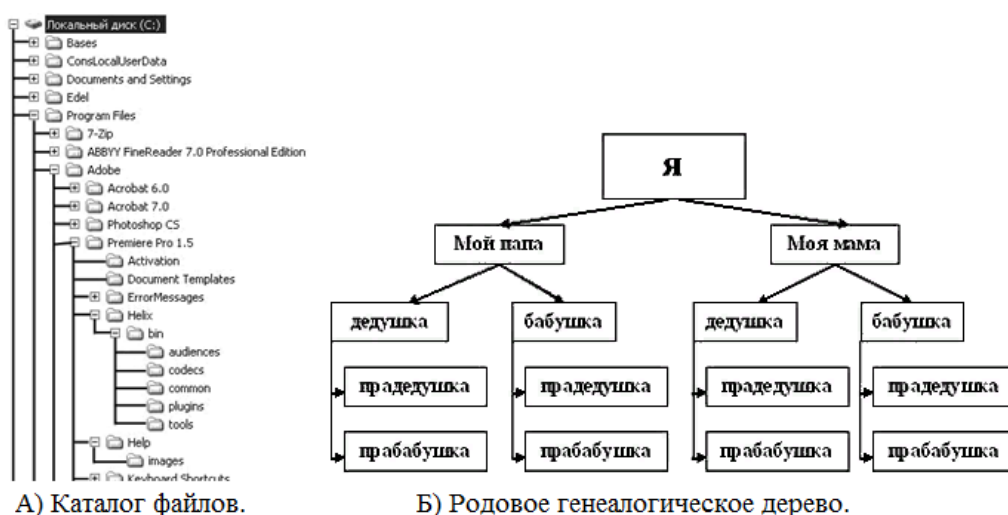 Локальный диск (C:)
Bases
ConsLocalUserData
Documents and Settings
Edel
Program Files
7-Zip
ABBYY FineReader 7.0 Professional Edition
Adobe
Acrobat 6.0
Acrobat 7.0
Photoshop CS
Premiere Pro 1.5
Activation
Document Templates
ErrorMessages
Helix
bin
audiences
codecs
common
plugins
tools
Help
images
Keyboard Shortcuts
А) Каталог файлов.
Я
Мой папа
Моя мама
дедушка
бабушка
дедушка
бабушка
прадедушка
прадедушка
прадедушка
прадедушка
прабабушка
прабабушка
прабабушка
прабабушка
Б) Родовое генеалогическое дерево.